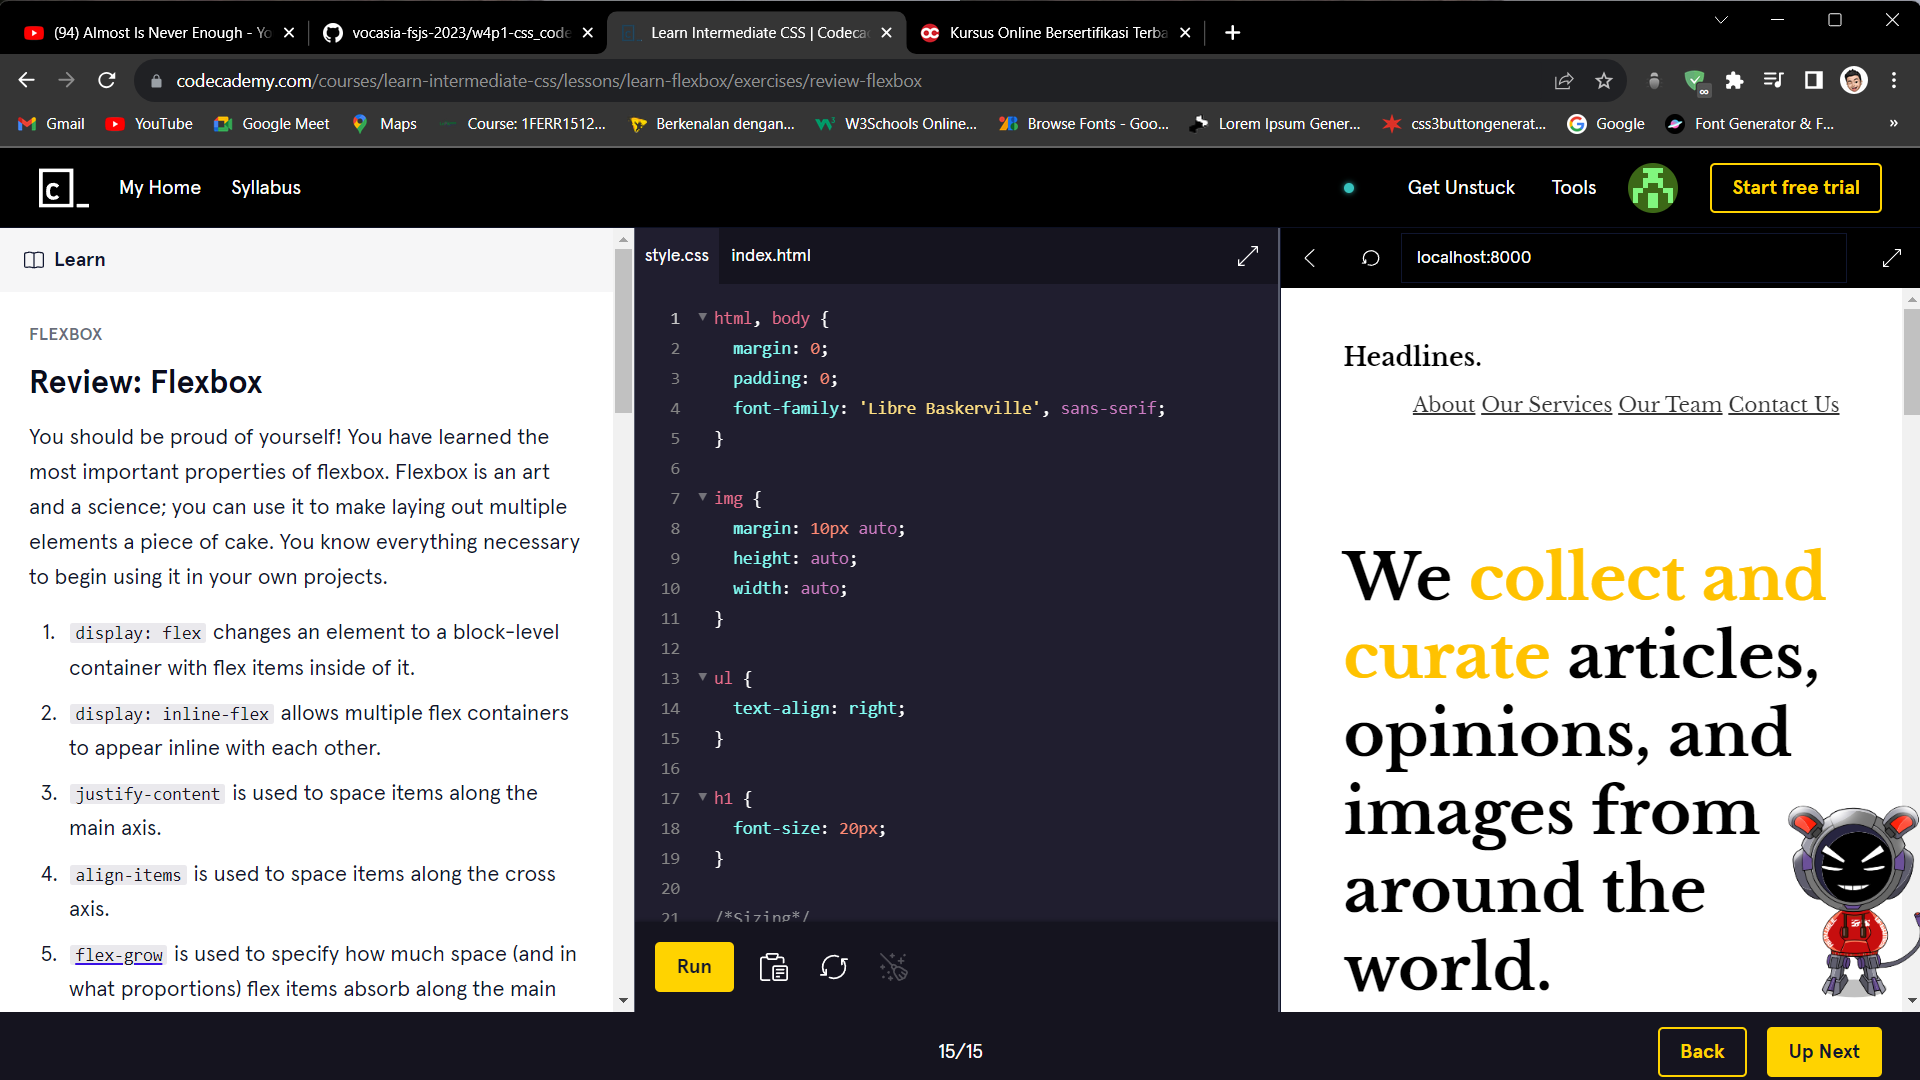 (94) Almost Is Never Enough - Yo
vocasia-fsjs-2023/w4p1-css_code
Learn Intermediate CSS | Codeca
Kursus Online Bersertifikasi Terba
codecademy.com/courses/learn-intermediate-css/lessons/learn-flexbox/exercises/review-flexbox
Gmail
YouTube
Google Meet
Maps
Course: 1FERR1512...
Berkenalan dengan...
W3Schools Online...
Browse Fonts - Goo...
Lorem Ipsum Gener...
css3buttongenerat...
Google
Font Generator & F...
»
c_
My Home
Syllabus
Get Unstuck
Tools
Start free trial
Learn
FLEXBOX
Review: Flexbox
You should be proud of yourself! You have learned the
most important properties of flexbox. Flexbox is an art
and a science; you can use it to make laying out multiple
elements a piece of cake. You know everything necessary
to begin using it in your own projects.
1. display: flex changes an element to a block-level
container with flex items inside of it.
2. display: inline-flex allows multiple flex containers
to appear inline with each other.
3. justify-content is used to space items along the
main axis.
4. align-items is used to space items along the cross
axis.
5. flex-grow is used to specify how much space (and in
what proportions) flex items absorb along the main
style.css
index.html
1 html, body {
2 margin: 0;
3 padding: 0;
4 font-family: 'Libre Baskerville', sans-serif;
5 }
6
7 img {
8 margin: 10px auto;
9 height: auto;
10 width: auto;
11 }
12
13 ul {
14 text-align: right;
15 }
16
17 h1 {
18 font-size: 20px;
19 }
20
21 /*Sizing*/
Run
localhost:8000
Headlines.
About Our Services Our Team Contact Us
We collect and
curate articles,
opinions, and
images from
around the
world.
15/15
Back
Up Next